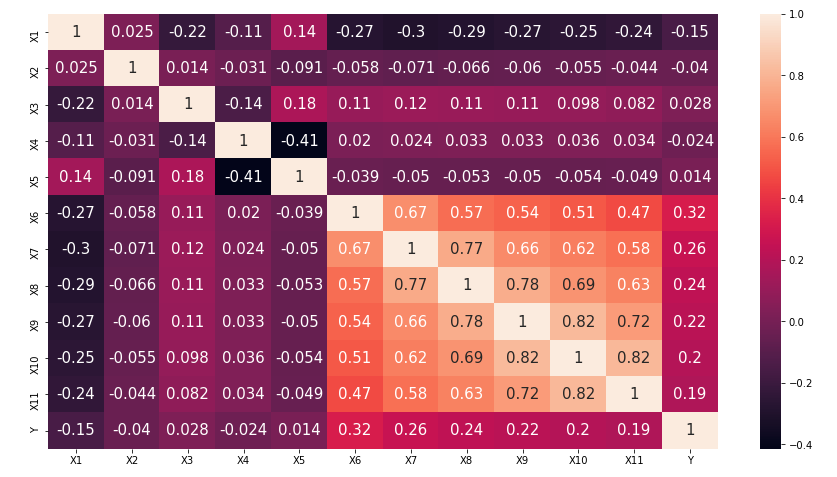 X1 1 0.025 -0.22 -0.11 0.14 -0.27 -0.3 -0.29 -0.27 -0.25 -0.24 -0.15
X2 0.025 1 0.014 -0.031 -0.091 -0.058 -0.071 -0.066 -0.06 -0.055 -0.044 -0.04
X3 -0.22 0.014 1 -0.14 0.18 0.11 0.12 0.11 0.11 0.098 0.082 0.028
X4 -0.11 -0.031 -0.14 1 -0.41 0.02 0.024 0.033 0.033 0.036 0.034 -0.024
X5 0.14 -0.091 0.18 -0.41 1 -0.039 -0.05 -0.053 -0.05 -0.054 -0.049 0.014
X6 -0.27 -0.058 0.11 0.02 -0.039 1 0.67 0.57 0.54 0.51 0.47 0.32
X7 -0.3 -0.071 0.12 0.024 -0.05 0.67 1 0.77 0.66 0.62 0.58 0.26
X8 -0.29 -0.066 0.11 0.033 -0.053 0.57 0.77 1 0.78 0.69 0.63 0.24
X9 -0.27 -0.06 0.11 0.033 -0.05 0.54 0.66 0.78 1 0.82 0.72 0.22
X10 -0.25 -0.055 0.098 0.036 -0.054 0.51 0.62 0.69 0.82 1 0.82 0.2
X11 -0.24 -0.044 0.082 0.034 -0.049 0.47 0.58 0.63 0.72 0.82 1 0.19
Y -0.15 -0.04 0.028 -0.024 0.014 0.32 0.26 0.24 0.22 0.2 0.19 1
X1 X2 X3 X4 X5 X6 X7 X8 X9 X10 X11 Y
1.0
0.8
0.6
0.4
0.2
0.0
−0.2
−0.4